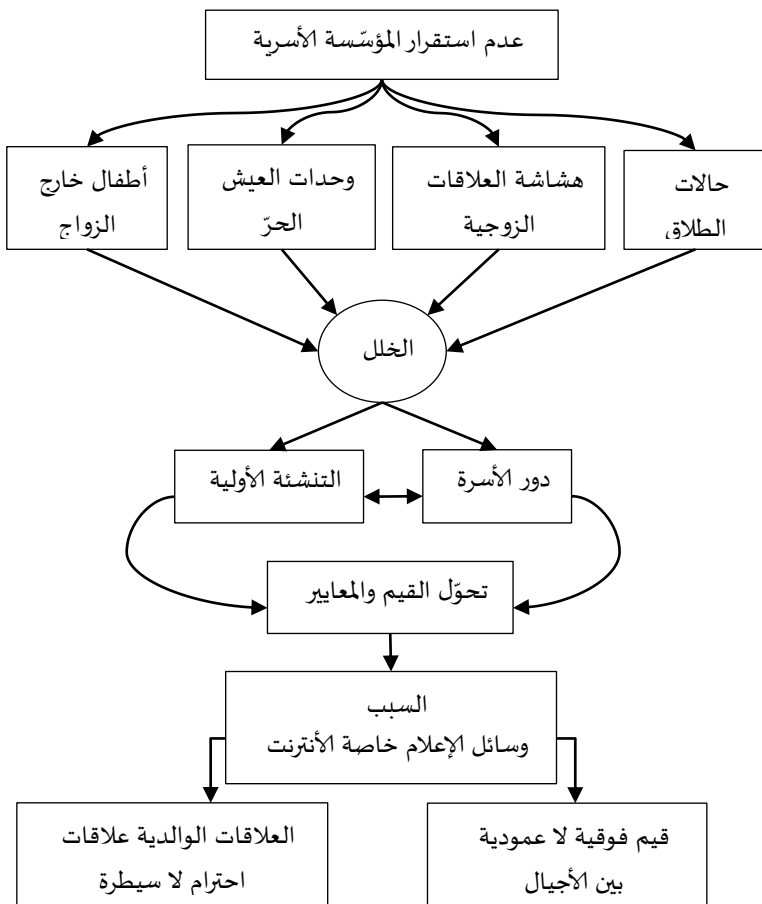 عدم استقرار المؤسّسة الأسرية
حالات
الطلاق
هشاشة العلاقات
الزوجية
وحدات العيش
الحرّ
أطفال خارج
الزواج
الخلل
دور الأسرة
التنشئة الأولية
تحوّل القيم والمعايير
السبب
وسائل الإعلام خاصة الأنترنت
قيم فوقية لا عمودية
بين الأجيال
العلاقات الوالدية علاقات
احترام لا سيطرة